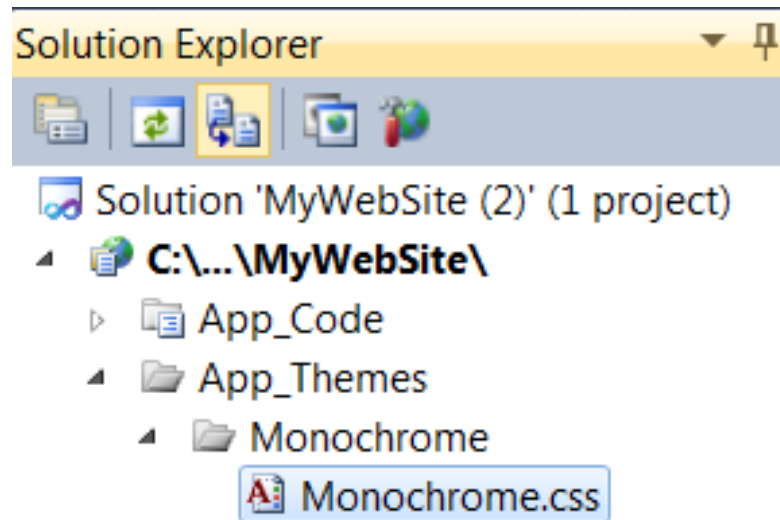 Solution Explorer
Solution 'MyWebSite (2)' (1 project)
C:\...\MyWebSite\
App_Code
App_Themes
Monochrome
Monochrome.css